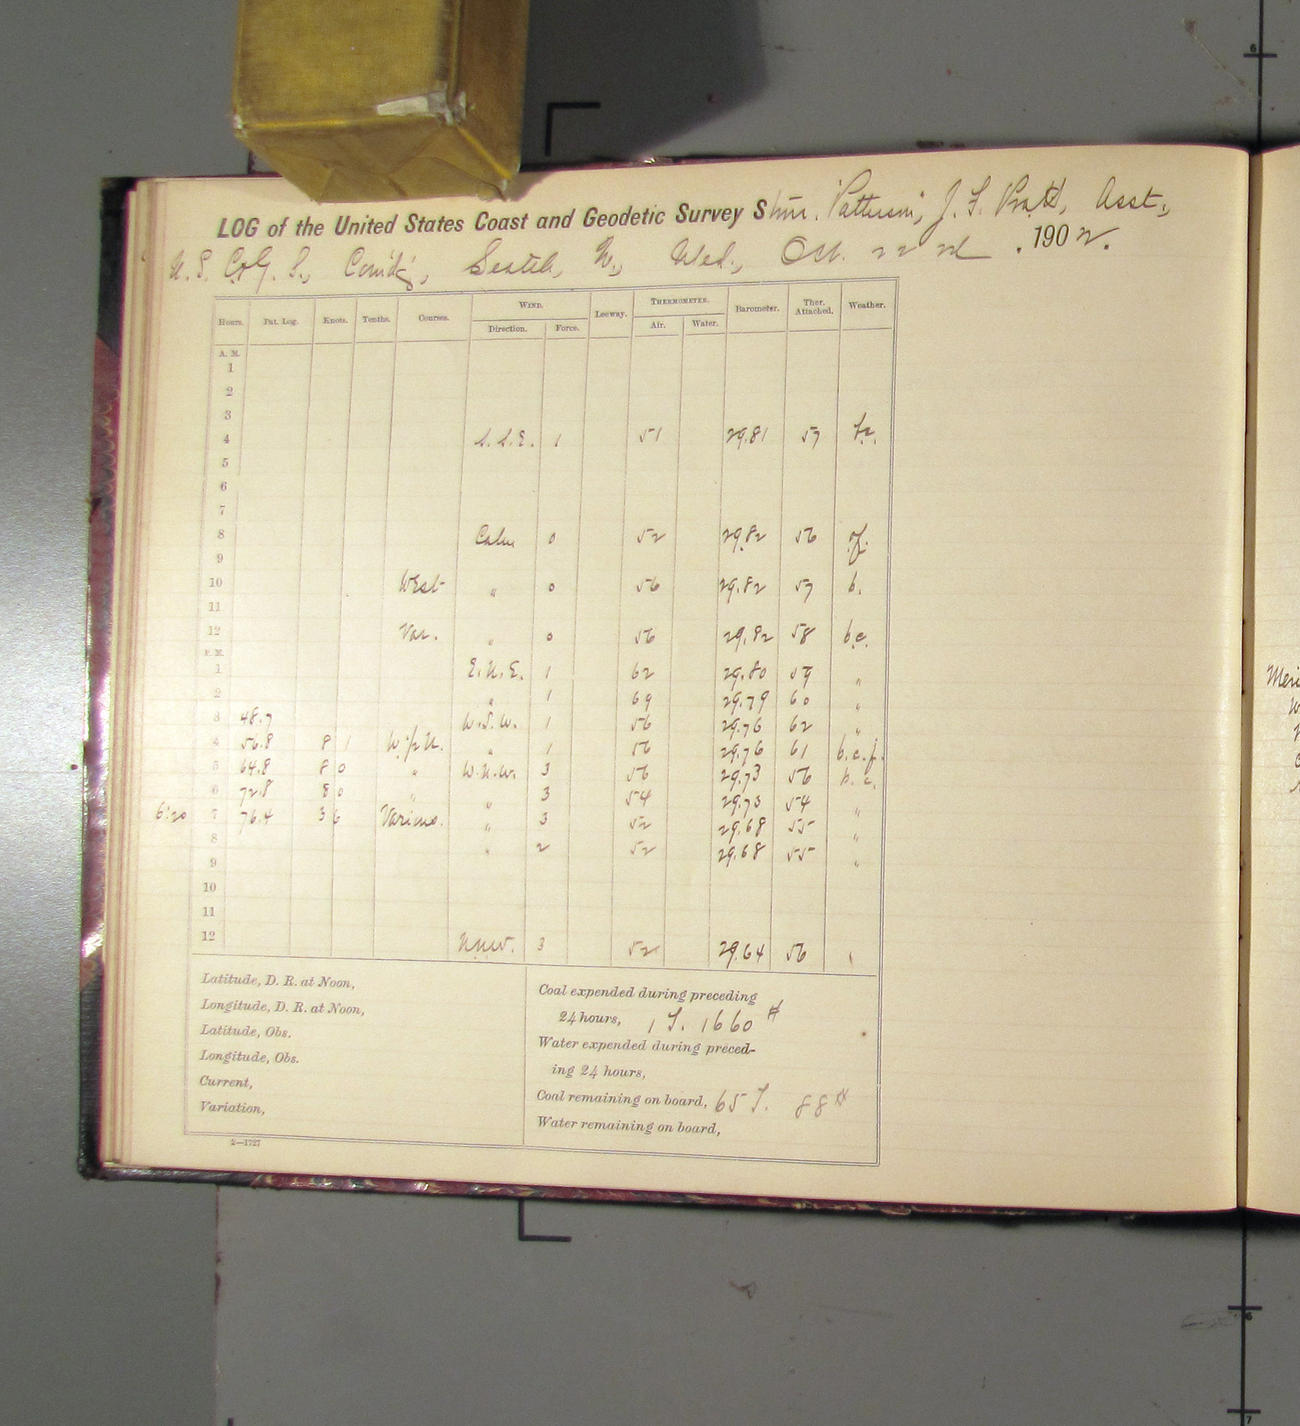 LOG of the United States Coast and Geodetic Survey Stmr. Patterson, J. F. Pratt, Asst.,
U. S. C. & G. S., Comd'g, Seattle, W., Wed., Oct. 22nd .1902.
Hours. Pat. Log. Knots. Tenths. Courses. WIND. Leeway. THERMOMETER. Barometer. Ther. Attached. Weather.
Direction. Force. Air. Water.
A. M.
1
2
3
4 S.S.E. 1 51 29.81 57
5
6
7
8 Calm 0 52 29.82 56 of.
9
10 West " 0 56 29.82 57 b.
11
12 Var. " 0 56 29.82 58 b.c.
P. M.
1 E.N.E. 1 62 29.80 59 "
2 " 1 69 29.79 60 "
3 48.7 W.S.W. 1 56 29.76 62 "
4 56.8 8 1 W.½N. " 1 56 29.76 61 b.c.f.
5 64.8 8 0 " W.N.W. 3 56 29.73 56 b.c.
6 72.8 8 0 " " 3 54 29.73 54 "
6:20 7 76.4 3 6 Various. " 3 52 29.68 55 "
8 " 2 52 29.68 55 "
9
10
11
12 NNW. 3 52 29.64 56 "
Latitude, D. R. at Noon,
Longitude, D. R. at Noon,
Latitude, Obs.
Longitude, Obs.
Current,
Variation,
Coal expended during preceding
24 hours, 1 T. 1660 #
Water expended during preced-
ing 24 hours,
Coal remaining on board, 65 T. 88 #
Water remaining on board,
2—1727
Meri